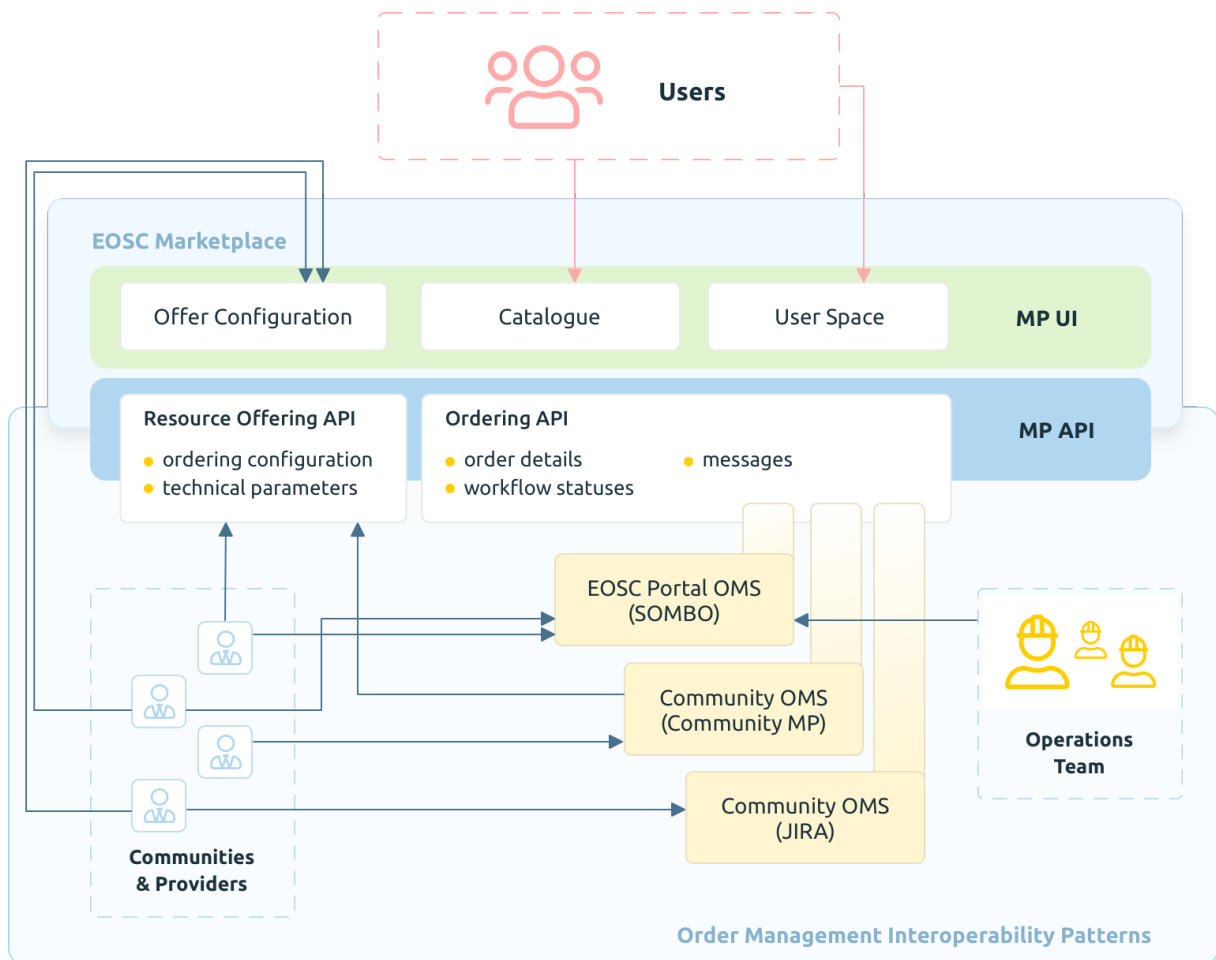 Users
EOSC Marketplace
Offer Configuration
Catalogue
User Space
MP UI
Resource Offering API
ordering configuration
technical parameters
Ordering API
order details
messages
workflow statuses
MP API
EOSC Portal OMS
(SOMBO)
Community OMS
(Community MP)
Community OMS
(JIRA)
Operations
Team
Communities
& Providers
Order Management Interoperability Patterns